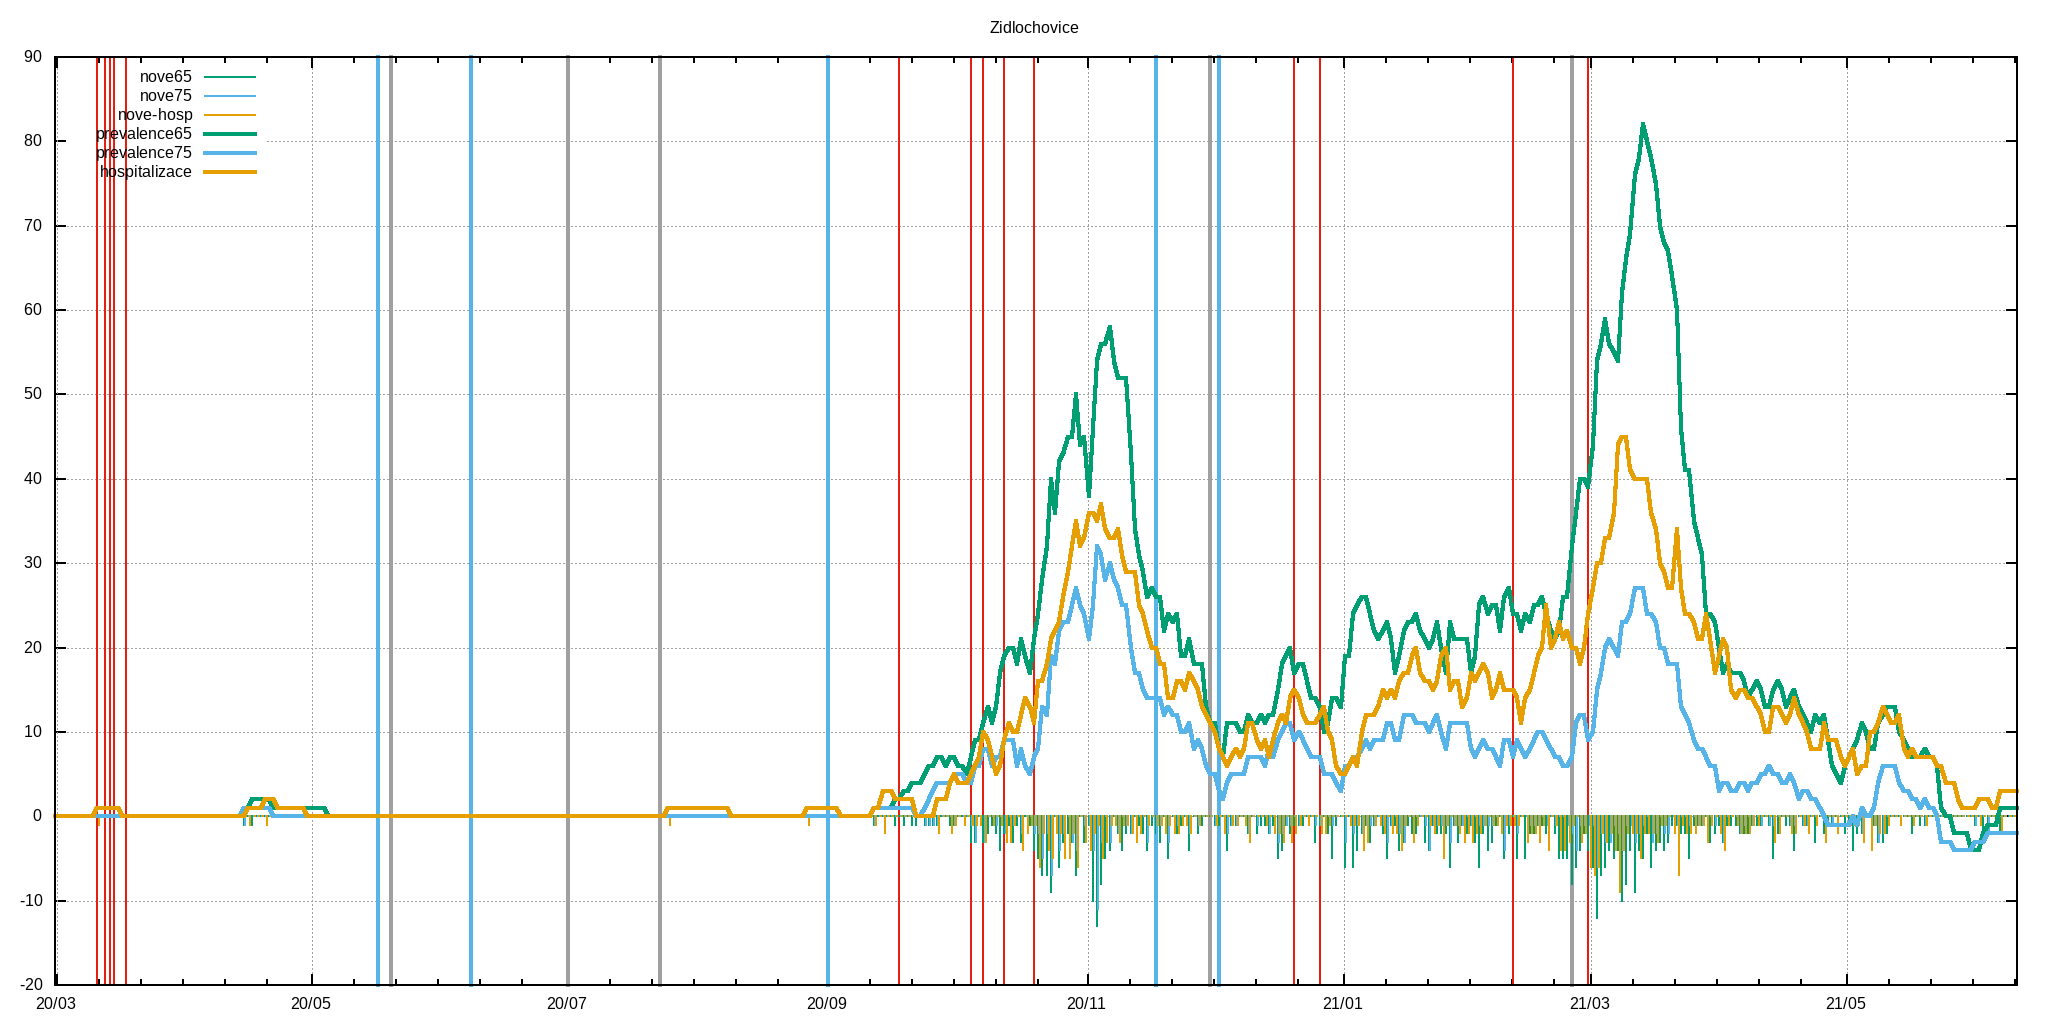 Zidlochovice
90
80
70
60
50
40
30
20
10
0
-10
-20
nove65
nove75
nove-hosp
prevalence65
prevalence75
hospitalizace
20/03 20/05 20/07 20/09 20/11 21/01 21/03 21/05